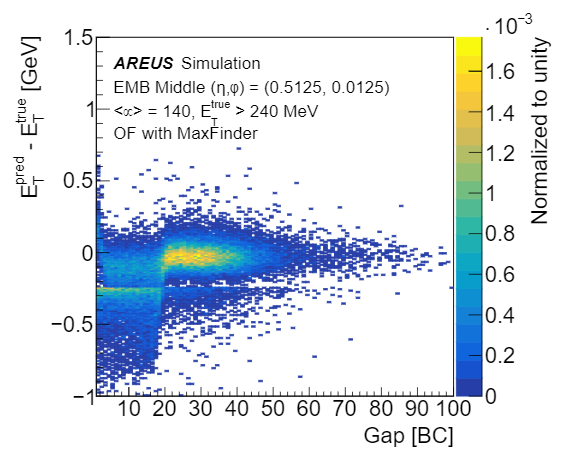 · 10⁻³
1.5
AREUS Simulation
EMB Middle (η,φ) = (0.5125, 0.0125)
<∝> = 140, E_T^true > 240 MeV
OF with MaxFinder
1
0.5
0
−0.5
−1
E_T^pred - E_T^true [GeV]
10 20 30 40 50 60 70 80 90 100
Gap [BC]
1.6
1.4
1.2
1
0.8
0.6
0.4
0.2
0
Normalized to unity